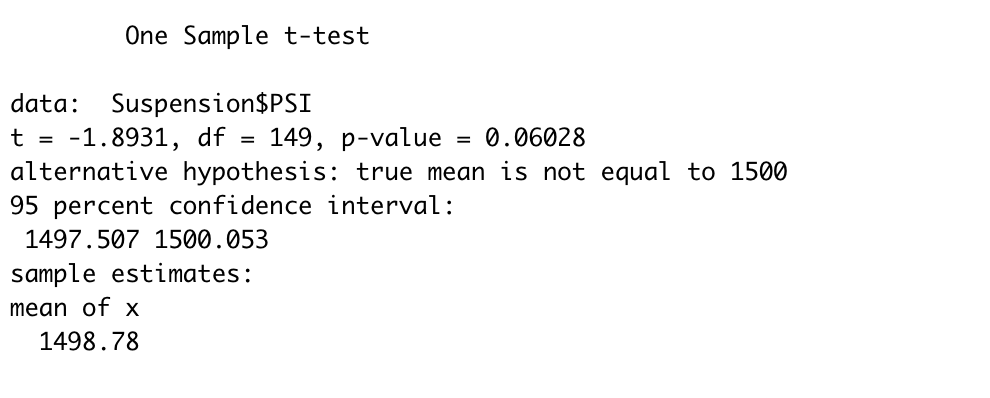 One Sample t-test
data:  Suspension$PSI
t = -1.8931, df = 149, p-value = 0.06028
alternative hypothesis: true mean is not equal to 1500
95 percent confidence interval:
1497.507 1500.053
sample estimates:
mean of x
1498.78